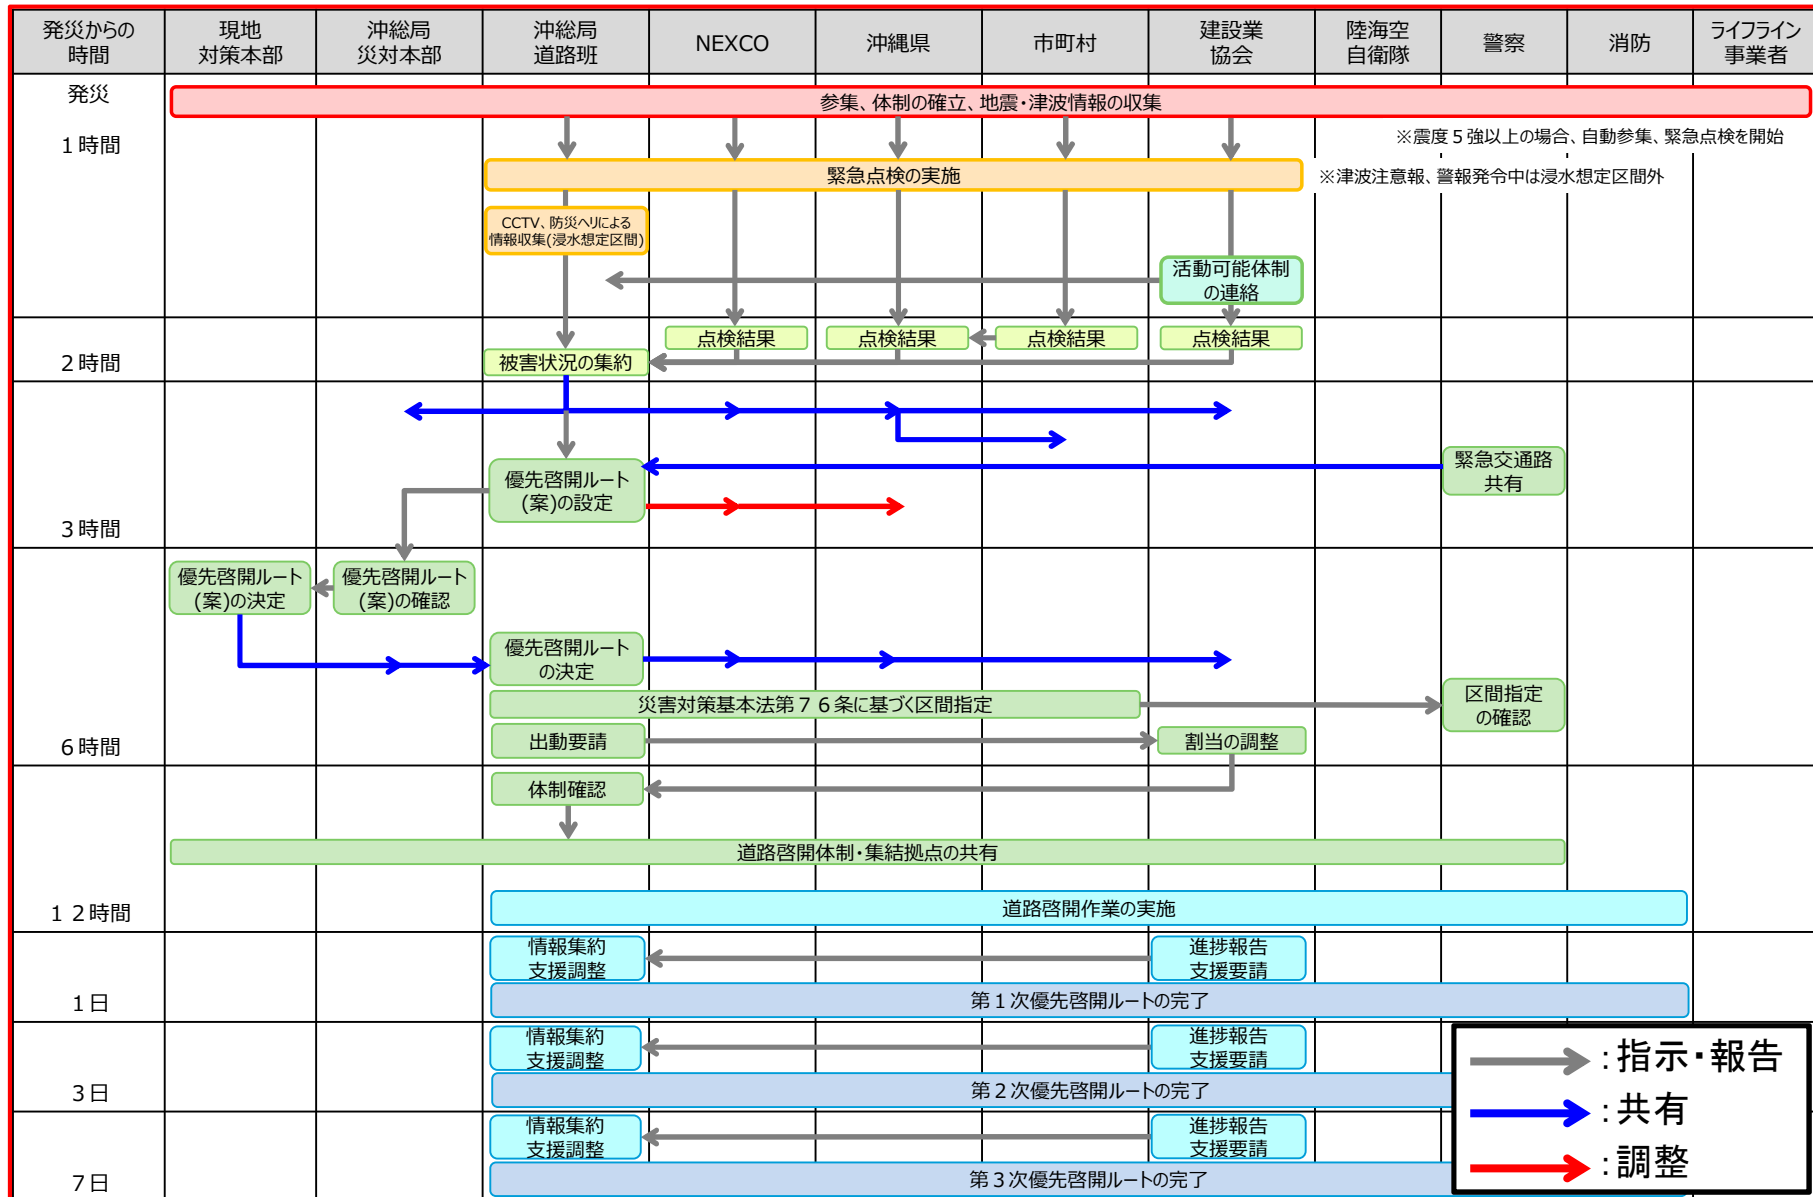 発災からの
時間
現地
対策本部
沖総局
災対本部
沖総局
道路班
NEXCO
沖縄県
市町村
建設業
協会
陸海空
自衛隊
警察
消防
ライフライン
事業者
発災
参集、体制の確立、地震・津波情報の収集
１時間
※震度５強以上の場合、自動参集、緊急点検を開始
緊急点検の実施
※津波注意報、警報発令中は浸水想定区間外
CCTV、防災ヘリによる
情報収集(浸水想定区間)
活動可能体制
の連絡
点検結果
点検結果
点検結果
点検結果
２時間
被害状況の集約
優先啓開ルート
(案)の設定
緊急交通路
共有
３時間
優先啓開ルート
(案)の決定
優先啓開ルート
(案)の確認
優先啓開ルート
の決定
災害対策基本法第７６条に基づく区間指定
区間指定
の確認
６時間
出動要請
割当の調整
体制確認
道路啓開体制・集結拠点の共有
１２時間
道路啓開作業の実施
情報集約
支援調整
進捗報告
支援要請
１日
第１次優先啓開ルートの完了
情報集約
支援調整
進捗報告
支援要請
３日
第２次優先啓開ルートの完了
情報集約
支援調整
進捗報告
支援要請
７日
第３次優先啓開ルートの完了
：指示・報告
：共有
：調整